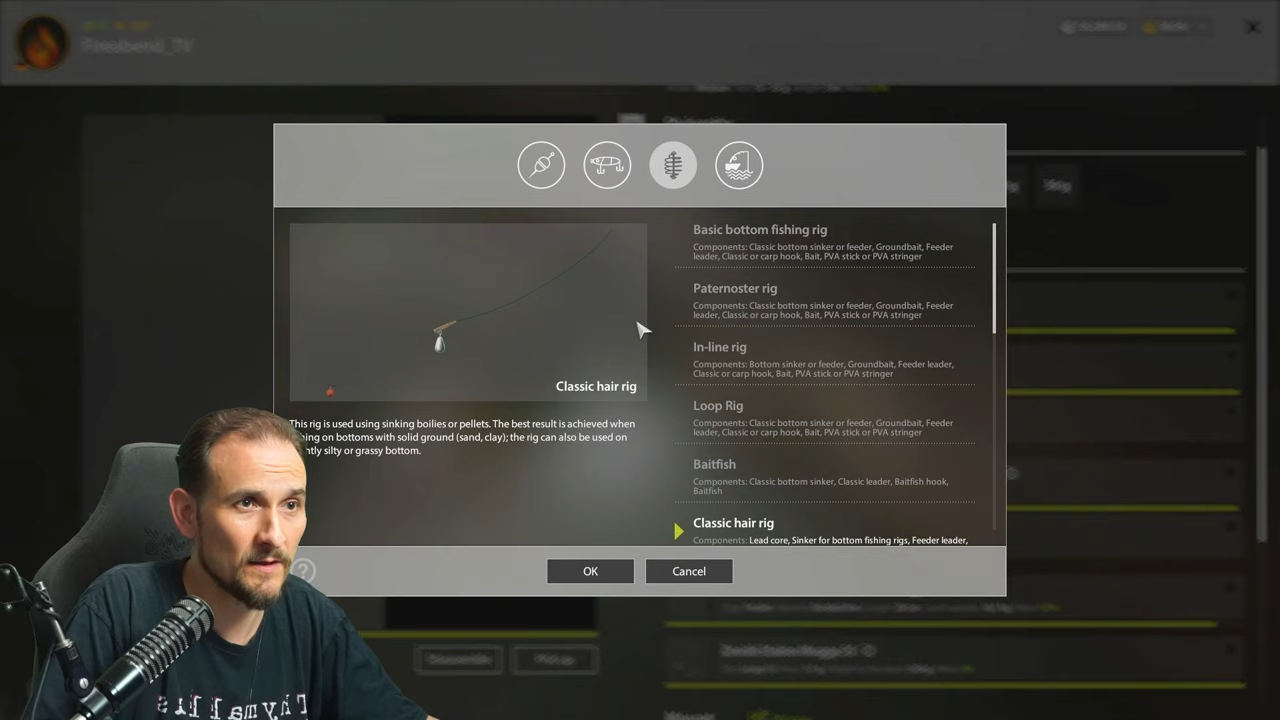 Classic hair rig
This rig is used using sinking boilies or pellets. The best result is achieved when
on bottoms with solid ground (sand, clay); the rig can also be used on
silty or grassy bottom.
Basic bottom fishing rig
Components: Classic bottom sinker or feeder, Groundbait, Feeder
leader, Classic or carp hook, Bait, PVA stick or PVA stringer
Paternoster rig
Components: Classic bottom sinker or feeder, Groundbait, Feeder
leader, Classic or carp hook, Bait, PVA stick or PVA stringer
In-line rig
Components: Bottom sinker or feeder, Groundbait, Feeder leader,
Classic or carp hook, Bait, PVA stick or PVA stringer
Loop Rig
Components: Classic bottom sinker or feeder, Groundbait, Feeder
leader, Classic or carp hook, Bait, PVA stick or PVA stringer
Baitfish
Components: Classic bottom sinker, Classic leader, Baitfish hook,
Baitfish
Classic hair rig
Components: Lead core, Sinker for bottom fishing rigs, Feeder leader,
?
OK
Cancel
Thymallis